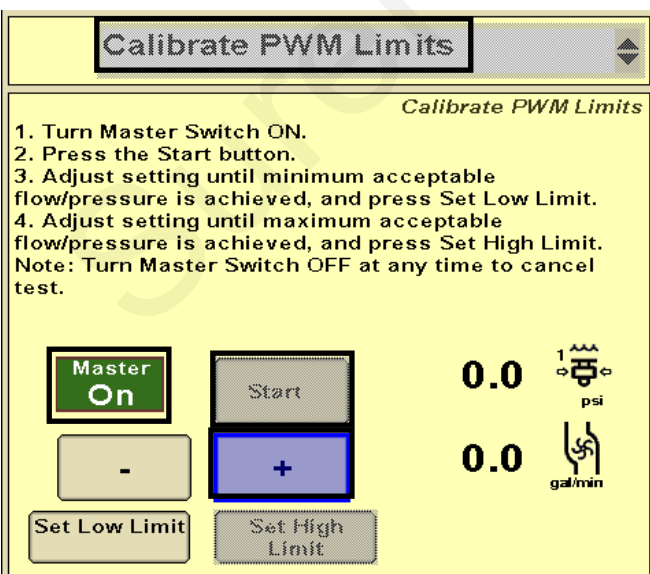 Calibrate PWM Limits
Calibrate PWM Limits
1. Turn Master Switch ON.
2. Press the Start button.
3. Adjust setting until minimum acceptable
flow/pressure is achieved, and press Set Low Limit.
4. Adjust setting until maximum acceptable
flow/pressure is achieved, and press Set High Limit.
Note: Turn Master Switch OFF at any time to cancel
test.
Master
On
Start
0.0
1
psi
-
+
0.0
gal/min
Set Low Limit
Set High
Limit